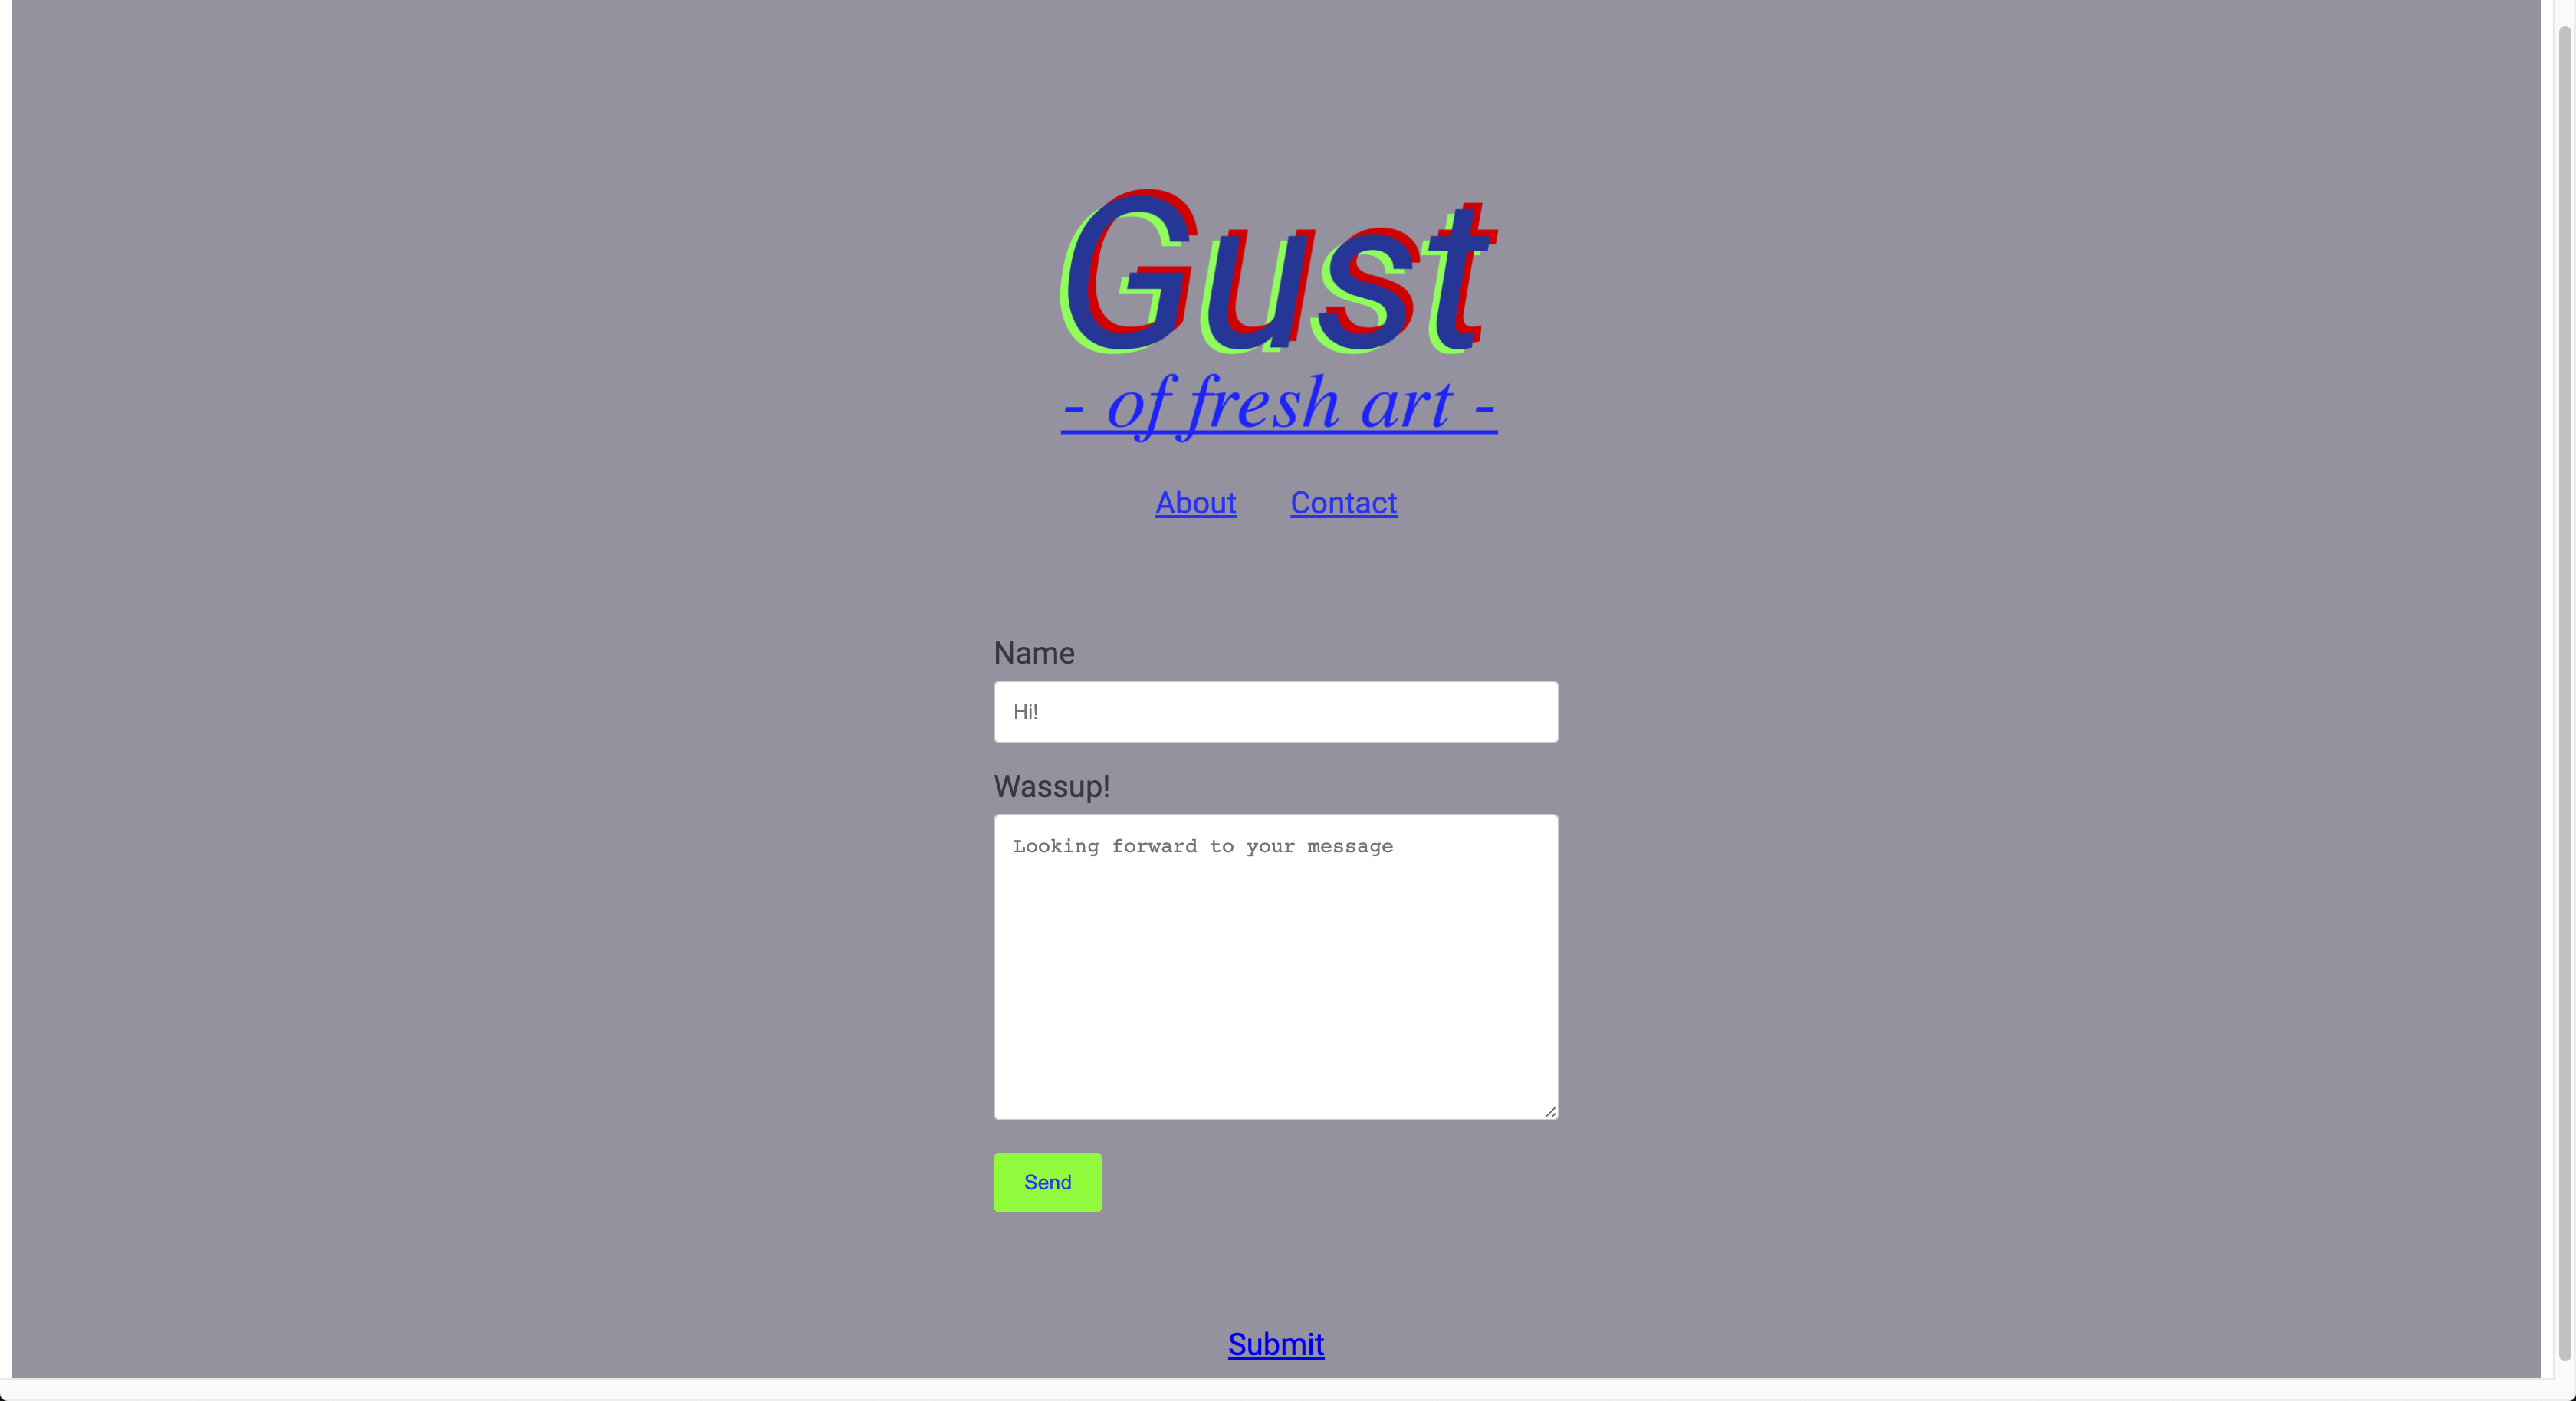 Gust
- of fresh art -
About Contact
Name
Hi!
Wassup!
Looking forward to your message
Send
Submit